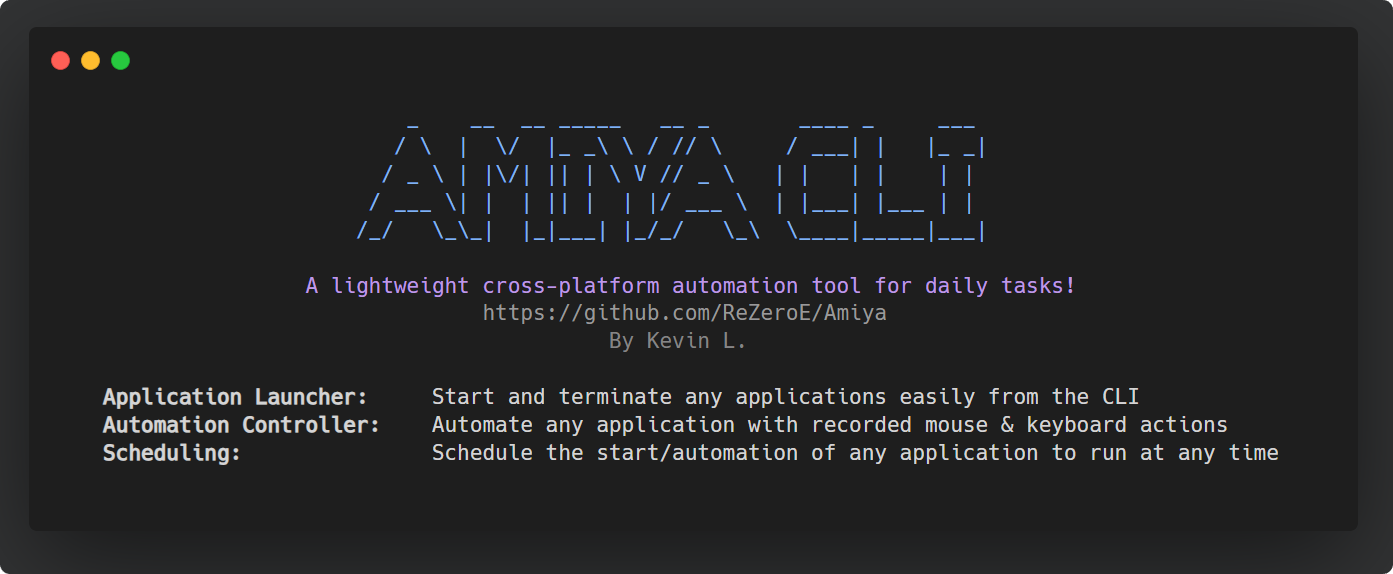 AMIYA CLI
A lightweight cross-platform automation tool for daily tasks!
https://github.com/ReZeroE/Amiya
By Kevin L.
Application Launcher: Start and terminate any applications easily from the CLI
Automation Controller: Automate any application with recorded mouse & keyboard actions
Scheduling: Schedule the start/automation of any application to run at any time